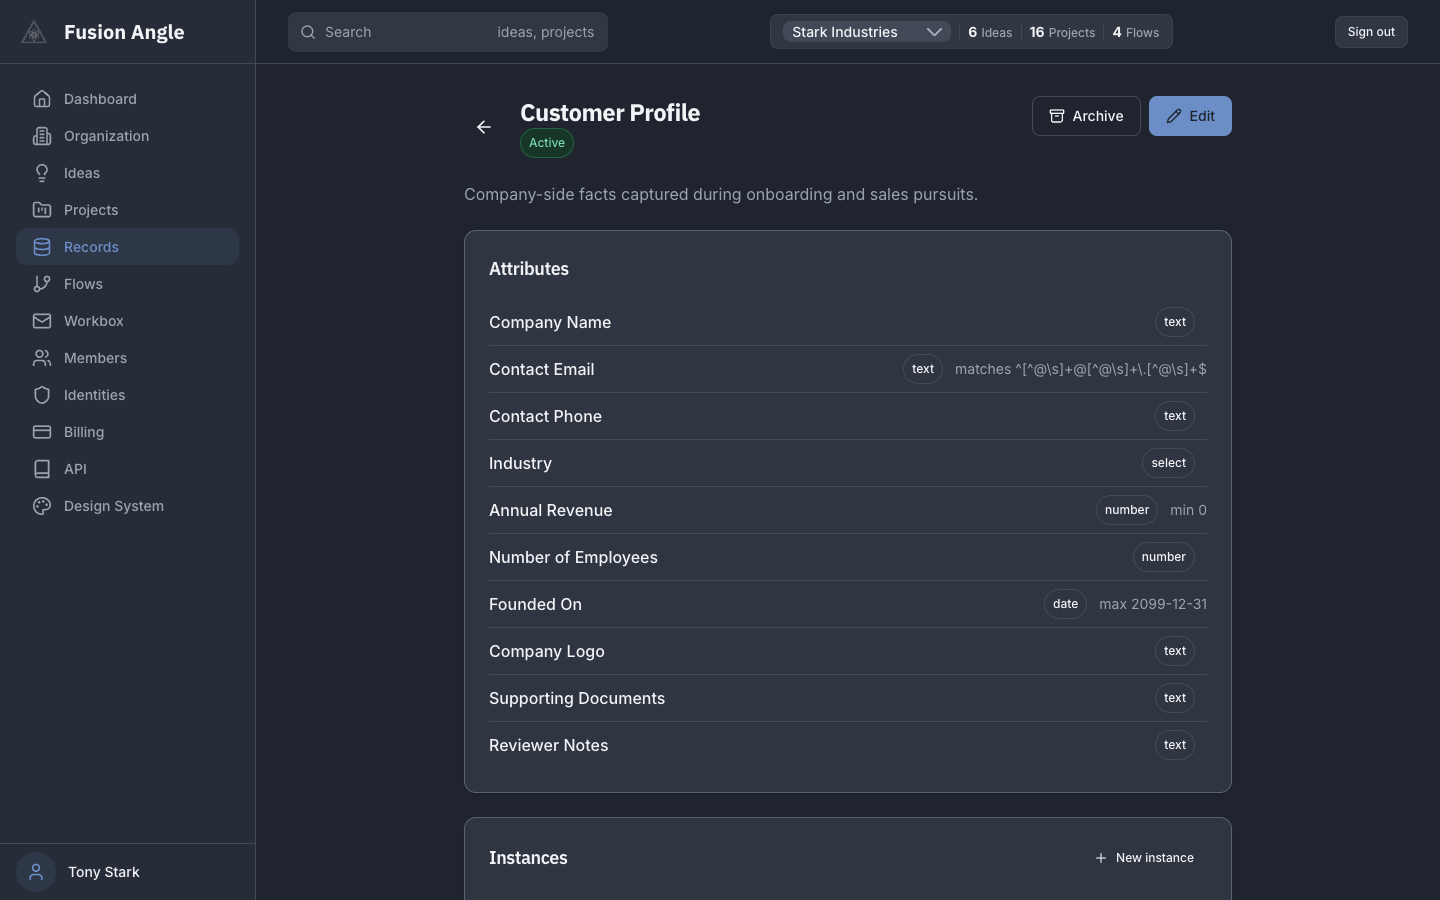 Fusion Angle
Search
ideas, projects
Stark Industries
6 Ideas
16 Projects
4 Flows
Sign out
Dashboard
Organization
Ideas
Projects
Records
Flows
Workbox
Members
Identities
Billing
API
Design System
Tony Stark
Customer Profile
Active
Archive
Edit
Company-side facts captured during onboarding and sales pursuits.
Attributes
Company Name text
Contact Email text matches ^[^@\s]+@[^@\s]+\.[^@\s]+$
Contact Phone text
Industry select
Annual Revenue number min 0
Number of Employees number
Founded On date max 2099-12-31
Company Logo text
Supporting Documents text
Reviewer Notes text
Instances
New instance